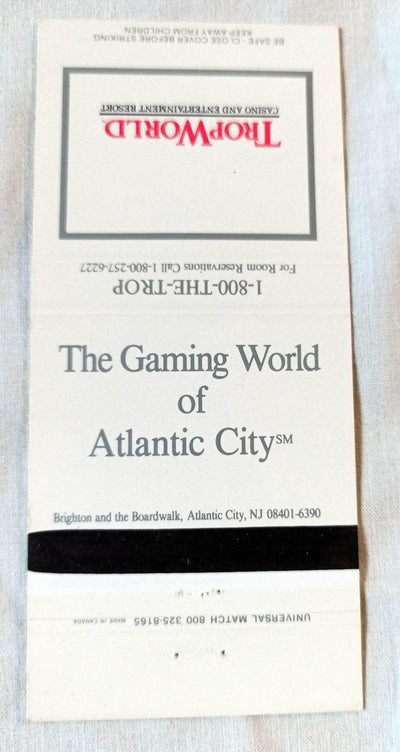 1-800-THE-TROP
For Room Reservations Call 1-800-257-6227
TROPWORLD
CASINO AND ENTERTAINMENT RESORT
BE SAFE - CLOSE COVER BEFORE STRIKING
KEEP AWAY FROM CHILDREN
The Gaming World
of
Atlantic City℠
Brighton and the Boardwalk, Atlantic City, NJ 08401-6390
UNIVERSAL MATCH 800 325-8165 MADE IN CANADA